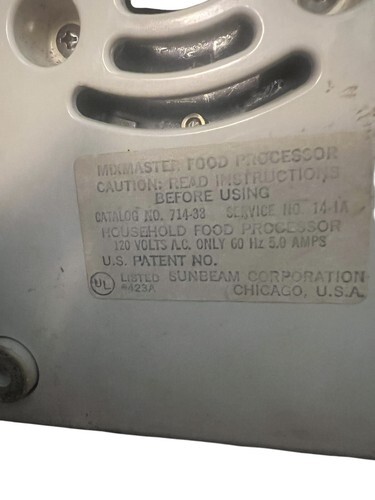 MIXMASTER FOOD PROCESSOR
CAUTION: READ INSTRUCTIONS
BEFORE USING
CATALOG NO. 714-38 SERVICE NO. 14-1A
HOUSEHOLD FOOD PROCESSOR
120 VOLTS A.C. ONLY 60 Hz 5.0 AMPS
U.S. PATENT NO.
UL LISTED SUNBEAM CORPORATION
#423A CHICAGO, U.S.A.